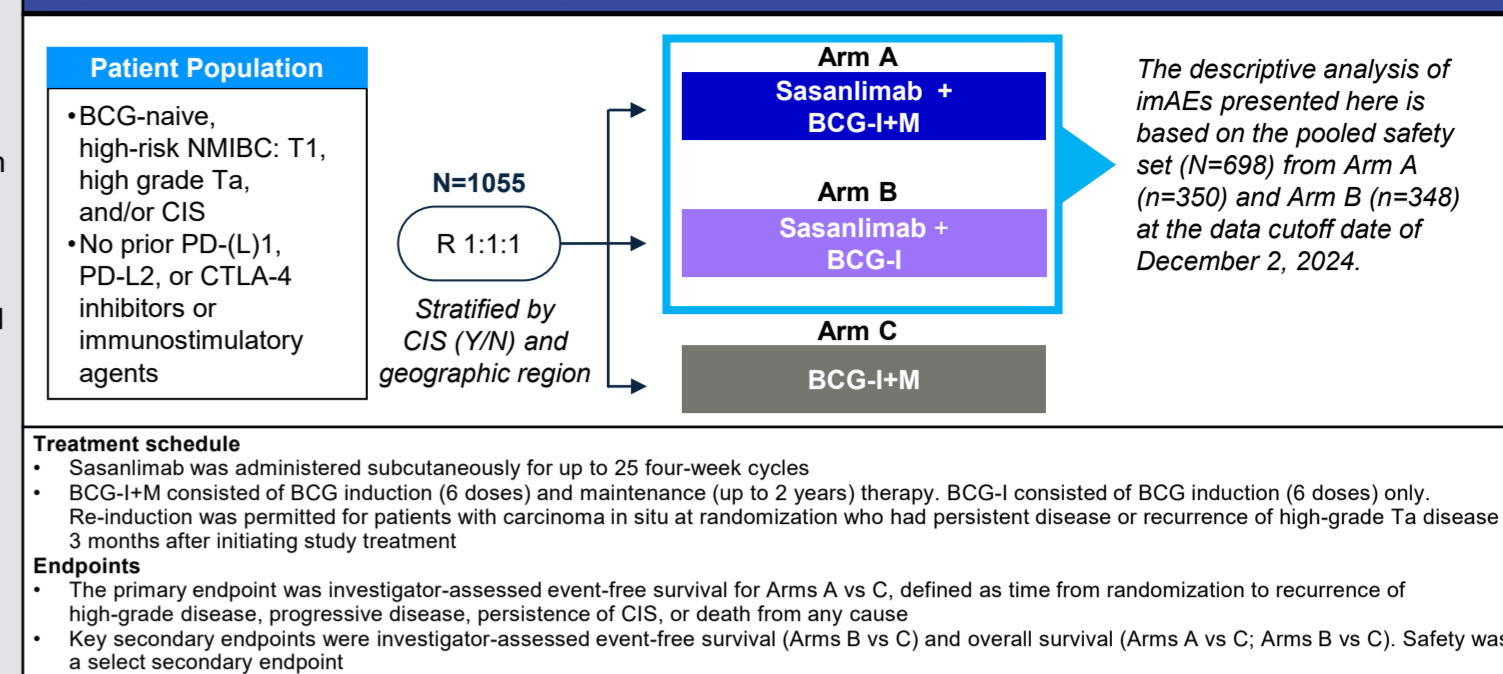 Patient Population
•BCG-naive,
high-risk NMIBC: T1,
high grade Ta,
and/or CIS
•No prior PD-(L)1,
PD-L2, or CTLA-4
inhibitors or
immunostimulatory
agents
N=1055
R 1:1:1
Stratified by
CIS (Y/N) and
geographic region
Arm A
Sasanlimab +
BCG-I+M
Arm B
Sasanlimab +
BCG-I
Arm C
BCG-I+M
The descriptive analysis of
imAEs presented here is
based on the pooled safety
set (N=698) from Arm A
(n=350) and Arm B (n=348)
at the data cutoff date of
December 2, 2024.
Treatment schedule
• Sasanlimab was administered subcutaneously for up to 25 four-week cycles
• BCG-I+M consisted of BCG induction (6 doses) and maintenance (up to 2 years) therapy. BCG-I consisted of BCG induction (6 doses) only.
Re-induction was permitted for patients with carcinoma in situ at randomization who had persistent disease or recurrence of high-grade Ta disease
3 months after initiating study treatment
Endpoints
• The primary endpoint was investigator-assessed event-free survival for Arms A vs C, defined as time from randomization to recurrence of
high-grade disease, progressive disease, persistence of CIS, or death from any cause
• Key secondary endpoints were investigator-assessed event-free survival (Arms B vs C) and overall survival (Arms A vs C; Arms B vs C). Safety was
a select secondary endpoint